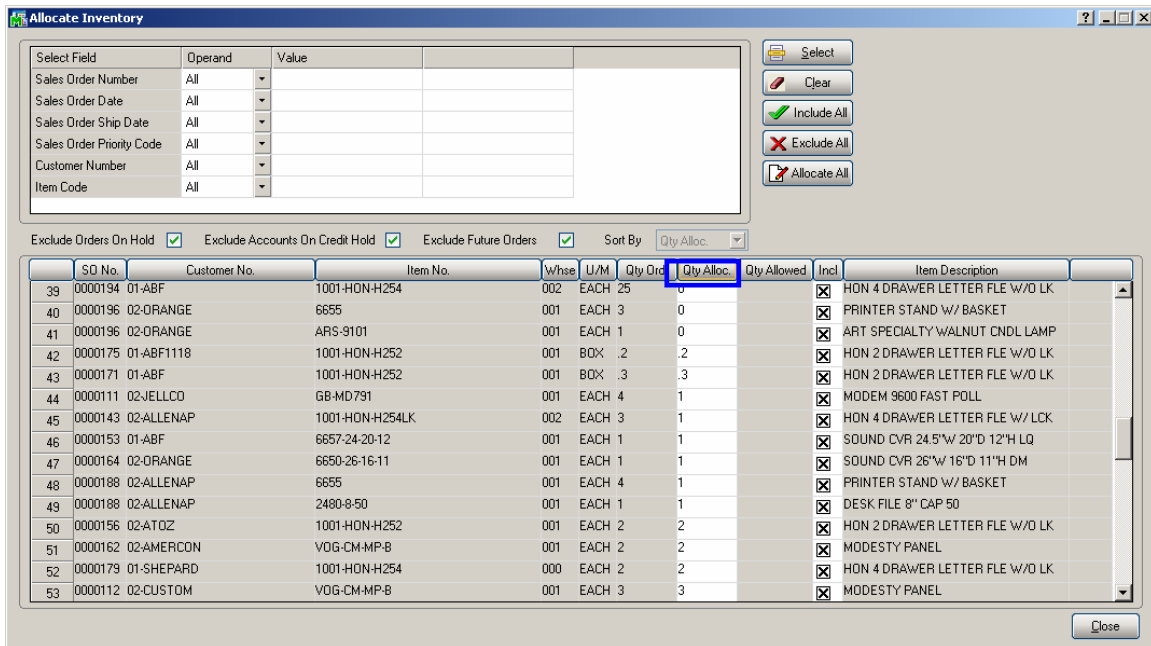 Allocate Inventory
Select Field Operand Value
Sales Order Number All
Sales Order Date All
Sales Order Ship Date All
Sales Order Priority Code All
Customer Number All
Item Code All
Select
Clear
Include All
Exclude All
Allocate All
Exclude Orders On Hold Exclude Accounts On Credit Hold Exclude Future Orders Sort By Qty Alloc.
SO No. Customer No. Item No. Whse U/M Qty Ord Qty Alloc. Qty Allowed Incl Item Description
39 0000194 01-ABF 1001-HON-H254 002 EACH 25 0 HON 4 DRAWER LETTER FLE W/O LK
40 0000196 02-ORANGE 6655 001 EACH 3 0 PRINTER STAND W/ BASKET
41 0000196 02-ORANGE ARS-9101 001 EACH 1 0 ART SPECIALTY WALNUT CNDL LAMP
42 0000175 01-ABF1118 1001-HON-H252 001 BOX .2 .2 HON 2 DRAWER LETTER FLE W/O LK
43 0000171 01-ABF 1001-HON-H252 001 BOX .3 .3 HON 2 DRAWER LETTER FLE W/O LK
44 0000111 02-JELLCO GB-MD791 001 EACH 4 1 MODEM 9600 FAST POLL
45 0000143 02-ALLENAP 1001-HON-H254LK 002 EACH 3 1 HON 4 DRAWER LETTER FLE W/ LCK
46 0000153 01-ABF 6657-24-20-12 001 EACH 1 1 SOUND CVR 24.5"W 20"D 12"H LQ
47 0000164 02-ORANGE 6650-26-16-11 001 EACH 1 1 SOUND CVR 26"W 16"D 11"H DM
48 0000188 02-ALLENAP 6655 001 EACH 4 1 PRINTER STAND W/ BASKET
49 0000188 02-ALLENAP 2480-8-50 001 EACH 1 1 DESK FILE 8" CAP 50
50 0000156 02-ATOZ 1001-HON-H252 001 EACH 2 2 HON 2 DRAWER LETTER FLE W/O LK
51 0000162 02-AMERCON VOG-CM-MP-B 001 EACH 2 2 MODESTY PANEL
52 0000179 01-SHEPARD 1001-HON-H254 000 EACH 2 2 HON 4 DRAWER LETTER FLE W/O LK
53 0000112 02-CUSTOM VOG-CM-MP-B 001 EACH 3 3 MODESTY PANEL
Close